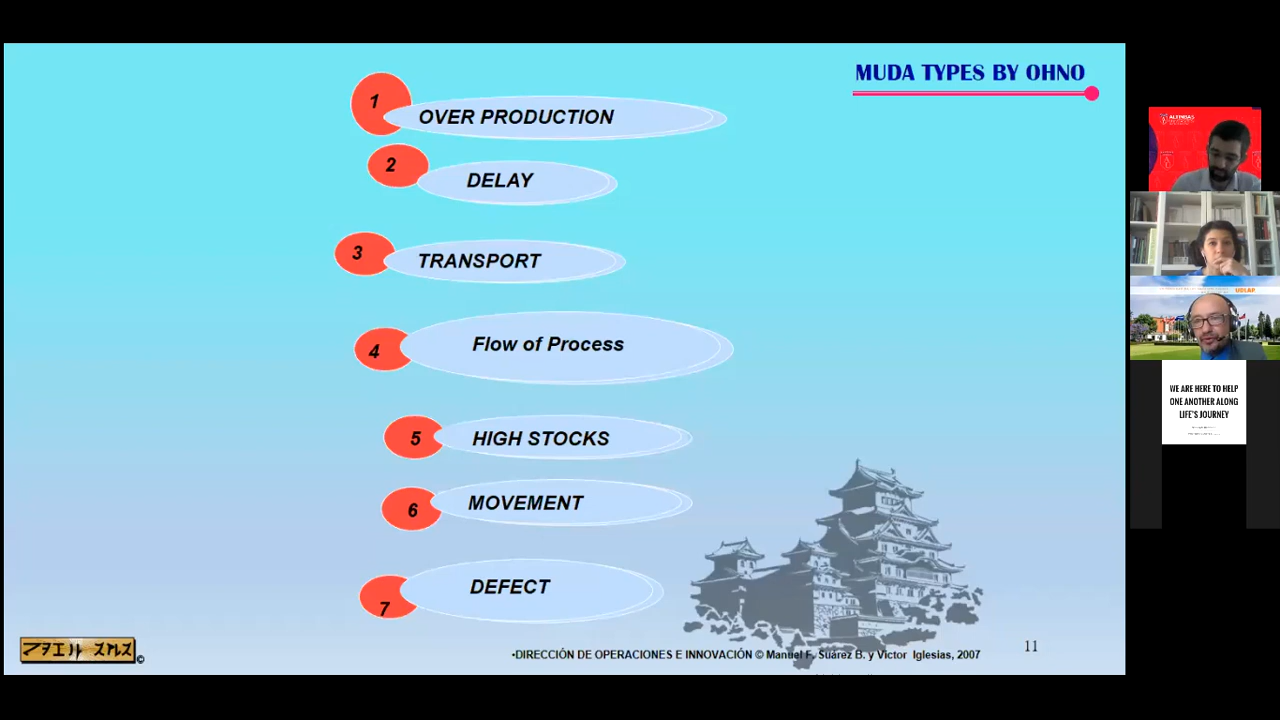 MUDA TYPES BY OHNO
1
OVER PRODUCTION
2
DELAY
3
TRANSPORT
4
Flow of Process
5
HIGH STOCKS
6
MOVEMENT
7
DEFECT
•DIRECCIÓN DE OPERACIONES E INNOVACIÓN © Manuel F. Suárez B. y Victor Iglesias, 2007
11
©
UDLAP
WE ARE HERE TO HELP
ONE ANOTHER ALONG
LIFE'S JOURNEY